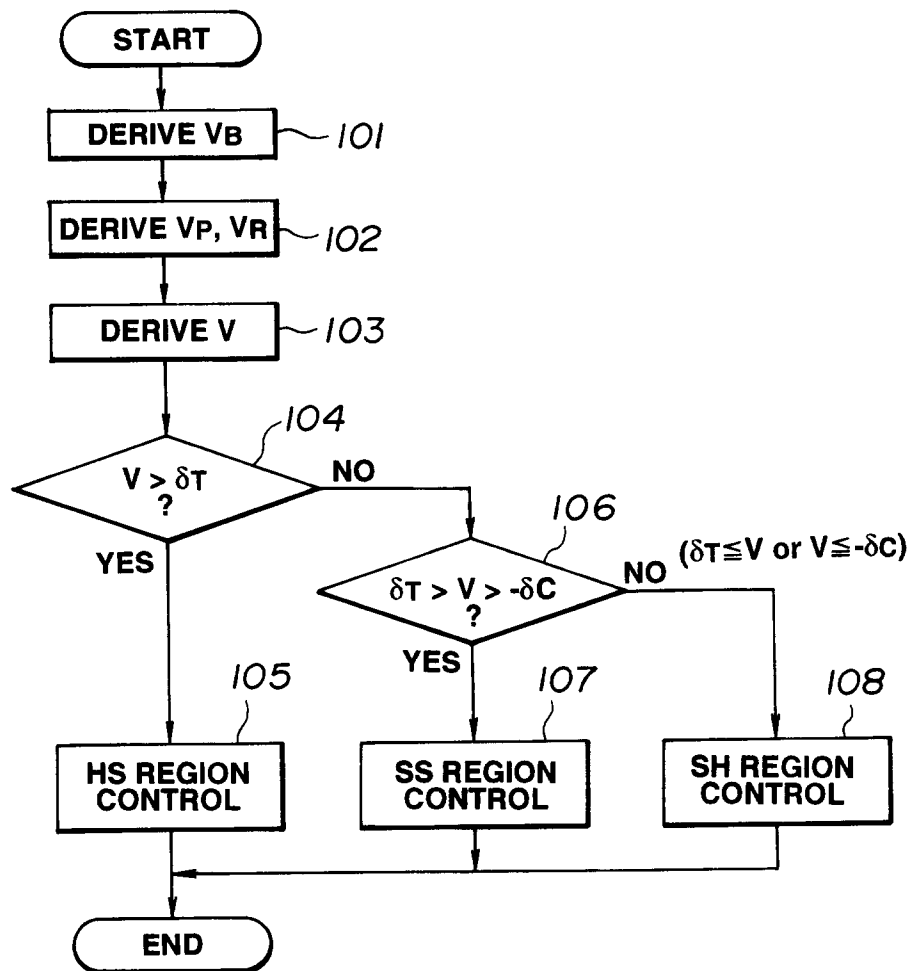 START
DERIVE VB
101
DERIVE VP, VR
102
DERIVE V
103
104
V > δT
?
NO
YES
106
δT > V > -δC
?
NO
(δT≦V or V≦-δC)
YES
105
107
108
HS REGION
CONTROL
SS REGION
CONTROL
SH REGION
CONTROL
END